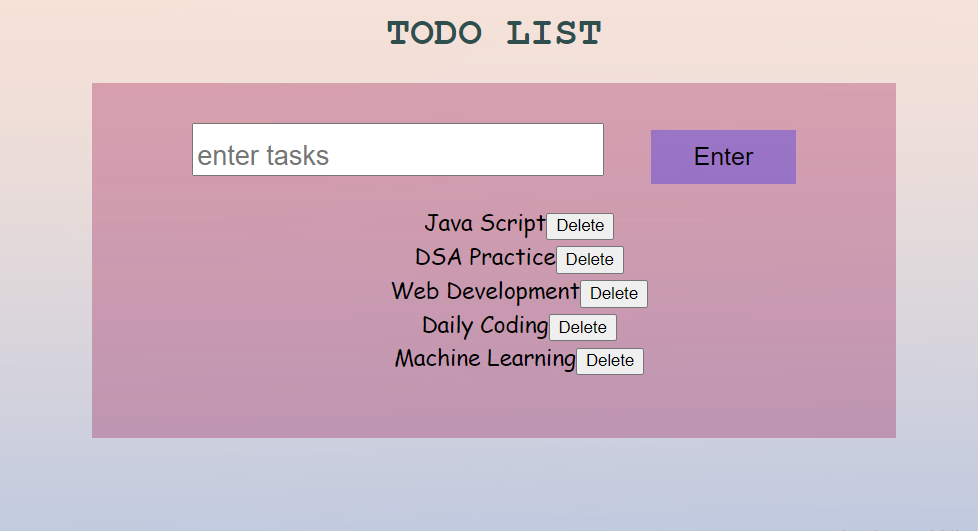 TODO LIST
enter tasks Enter
Java Script Delete
DSA Practice Delete
Web Development Delete
Daily Coding Delete
Machine Learning Delete